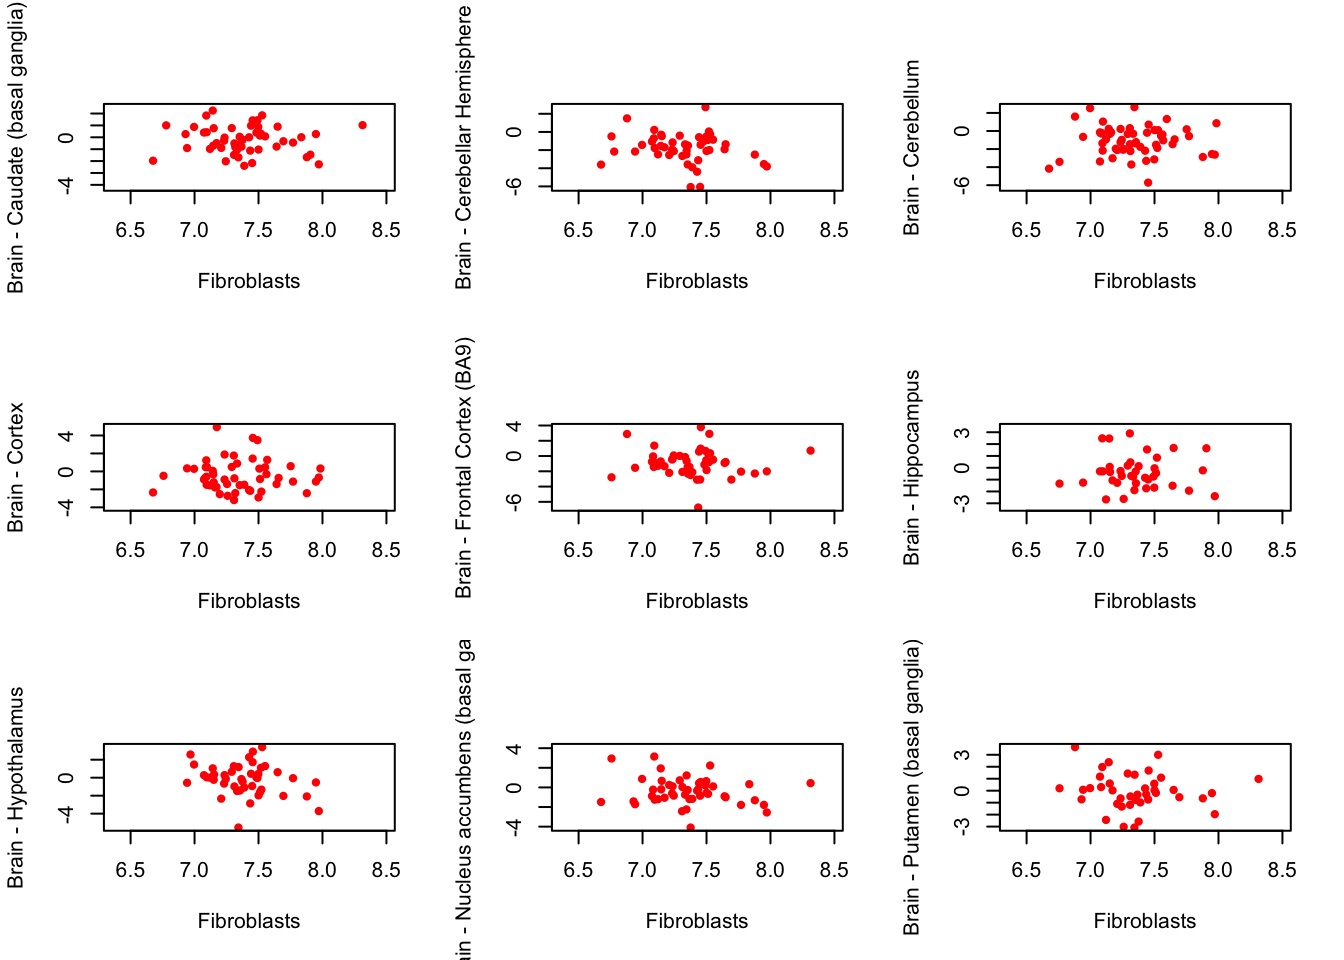 Brain - Caudate (basal ganglia)
0
-4
6.5 7.0 7.5 8.0 8.5
Fibroblasts
Brain - Cerebellar Hemisphere
0
-6
6.5 7.0 7.5 8.0 8.5
Fibroblasts
Brain - Cerebellum
0
-6
6.5 7.0 7.5 8.0 8.5
Fibroblasts
Brain - Cortex
4
0
-4
6.5 7.0 7.5 8.0 8.5
Fibroblasts
Brain - Frontal Cortex (BA9)
4
0
-6
6.5 7.0 7.5 8.0 8.5
Fibroblasts
Brain - Hippocampus
3
0
-3
6.5 7.0 7.5 8.0 8.5
Fibroblasts
Brain - Hypothalamus
0
-4
6.5 7.0 7.5 8.0 8.5
Fibroblasts
ain - Nucleus accumbens (basal ga
4
0
-4
6.5 7.0 7.5 8.0 8.5
Fibroblasts
Brain - Putamen (basal ganglia)
3
0
-3
6.5 7.0 7.5 8.0 8.5
Fibroblasts